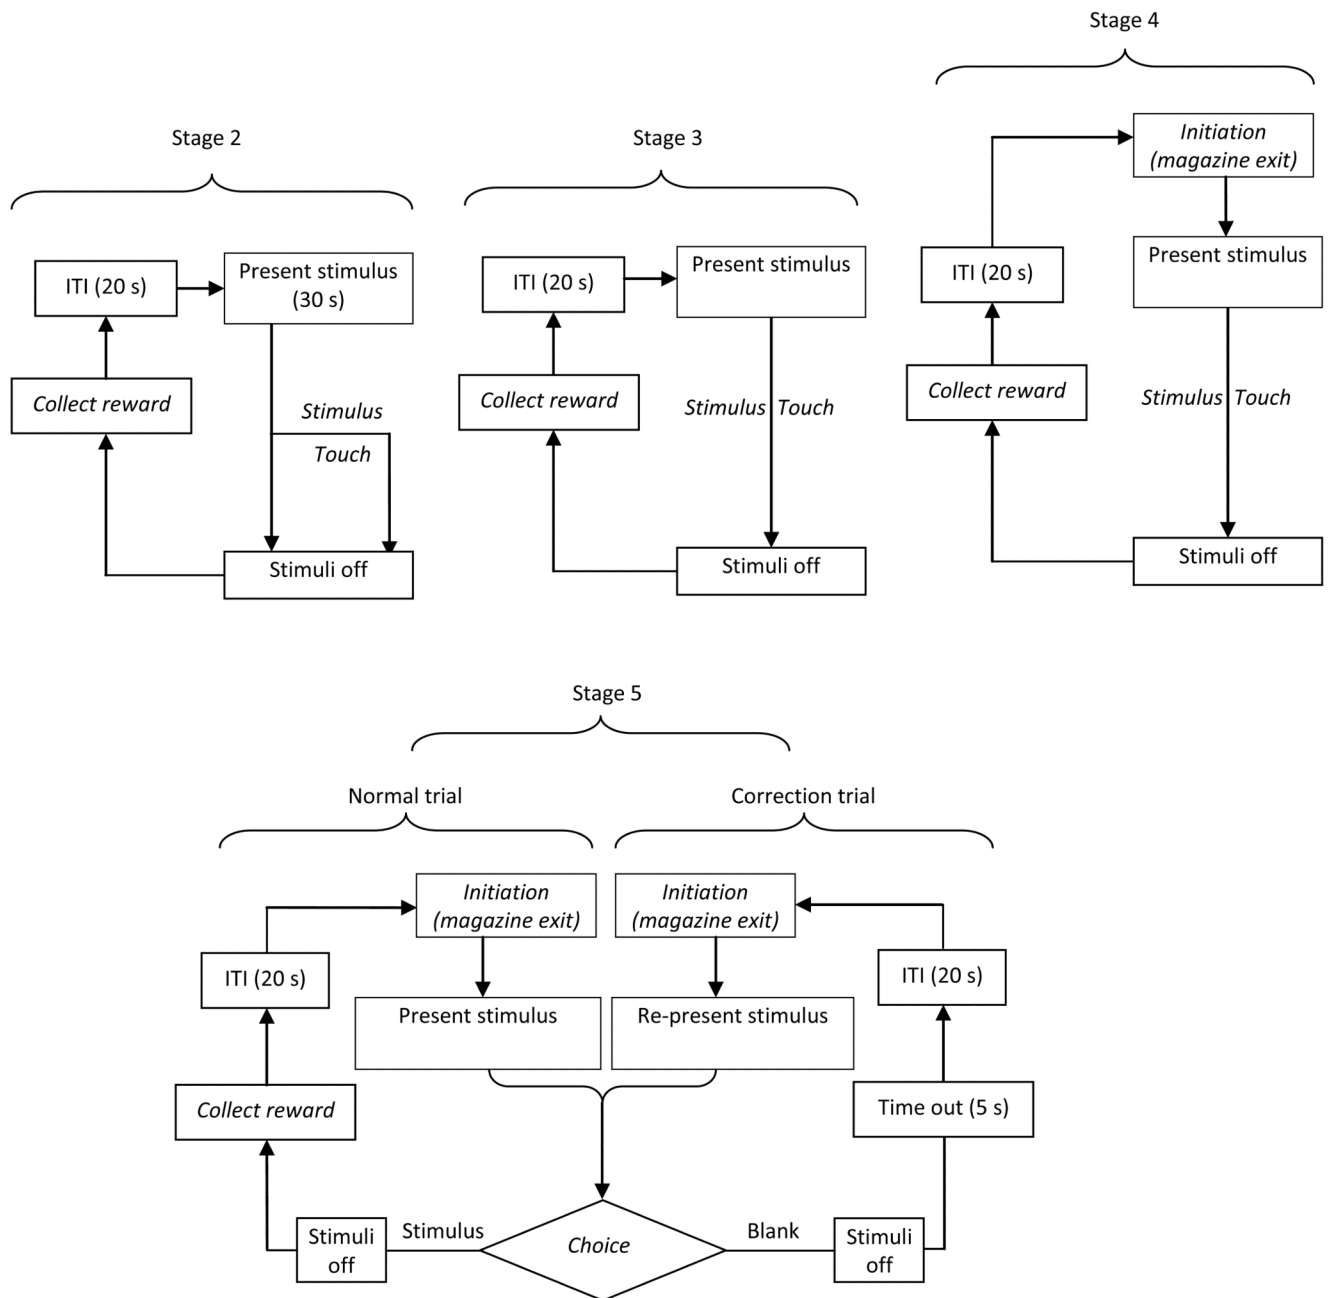 Stage 2
ITI (20 s)
Present stimulus
(30 s)
Collect reward
Stimulus
Touch
Stimuli off
Stage 3
ITI (20 s)
Present stimulus
Collect reward
Stimulus Touch
Stimuli off
Stage 4
Initiation
(magazine exit)
ITI (20 s)
Present stimulus
Collect reward
Stimulus Touch
Stimuli off
Stage 5
Normal trial
Correction trial
Initiation
(magazine exit)
Initiation
(magazine exit)
ITI (20 s)
ITI (20 s)
Present stimulus
Re-present stimulus
Collect reward
Time out (5 s)
Stimuli
off
Stimulus
Choice
Blank
Stimuli
off